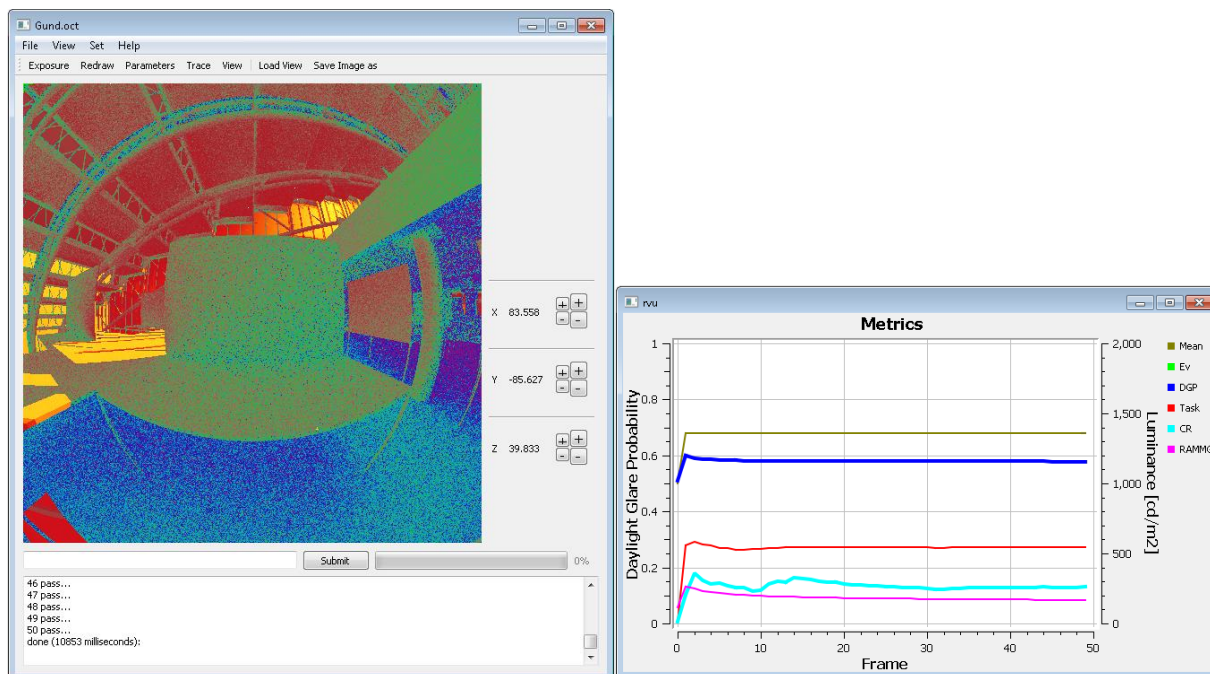 Gund.oct
File View Set Help
Exposure Redraw Parameters Trace View Load View Save Image as
X 83.558 + +
- -
Y -85.627 + +
- -
Z 39.833 + +
- -
Submit 0%
46 pass...
47 pass...
48 pass...
49 pass...
50 pass...
done (10853 milliseconds):
rvu
Metrics
Daylight Glare Probability
1
0.8
0.6
0.4
0.2
0
2,000
1,500
1,000
500
0
Luminance [cd/m2]
0 10 20 30 40 50
Frame
Mean
Ev
DGP
Task
CR